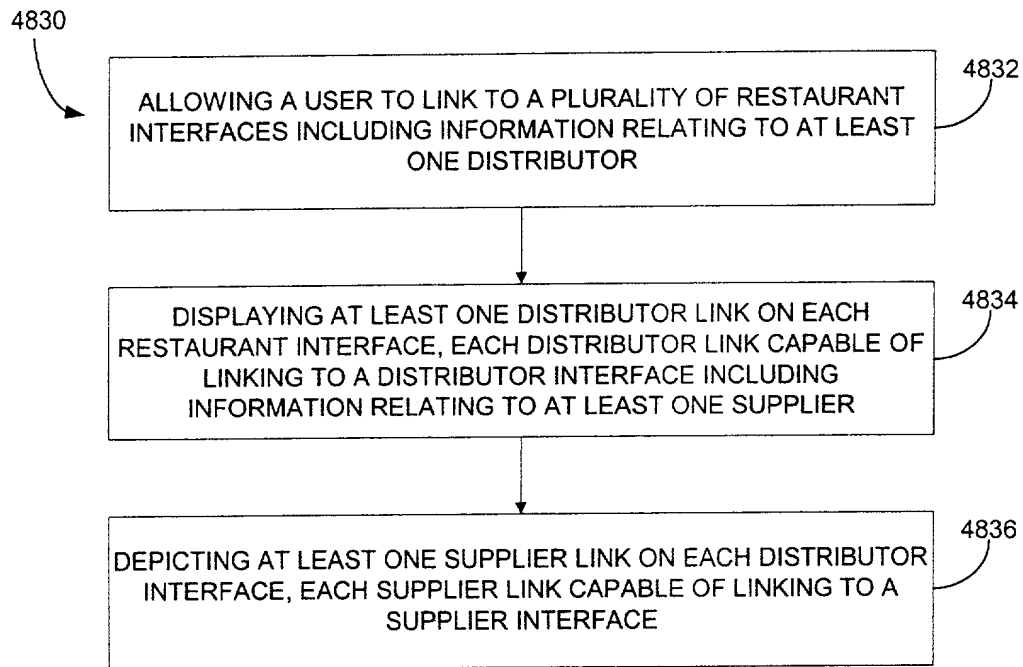 4830
4832
ALLOWING A USER TO LINK TO A PLURALITY OF RESTAURANT
INTERFACES INCLUDING INFORMATION RELATING TO AT LEAST
ONE DISTRIBUTOR
4834
DISPLAYING AT LEAST ONE DISTRIBUTOR LINK ON EACH
RESTAURANT INTERFACE, EACH DISTRIBUTOR LINK CAPABLE OF
LINKING TO A DISTRIBUTOR INTERFACE INCLUDING
INFORMATION RELATING TO AT LEAST ONE SUPPLIER
4836
DEPICTING AT LEAST ONE SUPPLIER LINK ON EACH DISTRIBUTOR
INTERFACE, EACH SUPPLIER LINK CAPABLE OF LINKING TO A
SUPPLIER INTERFACE